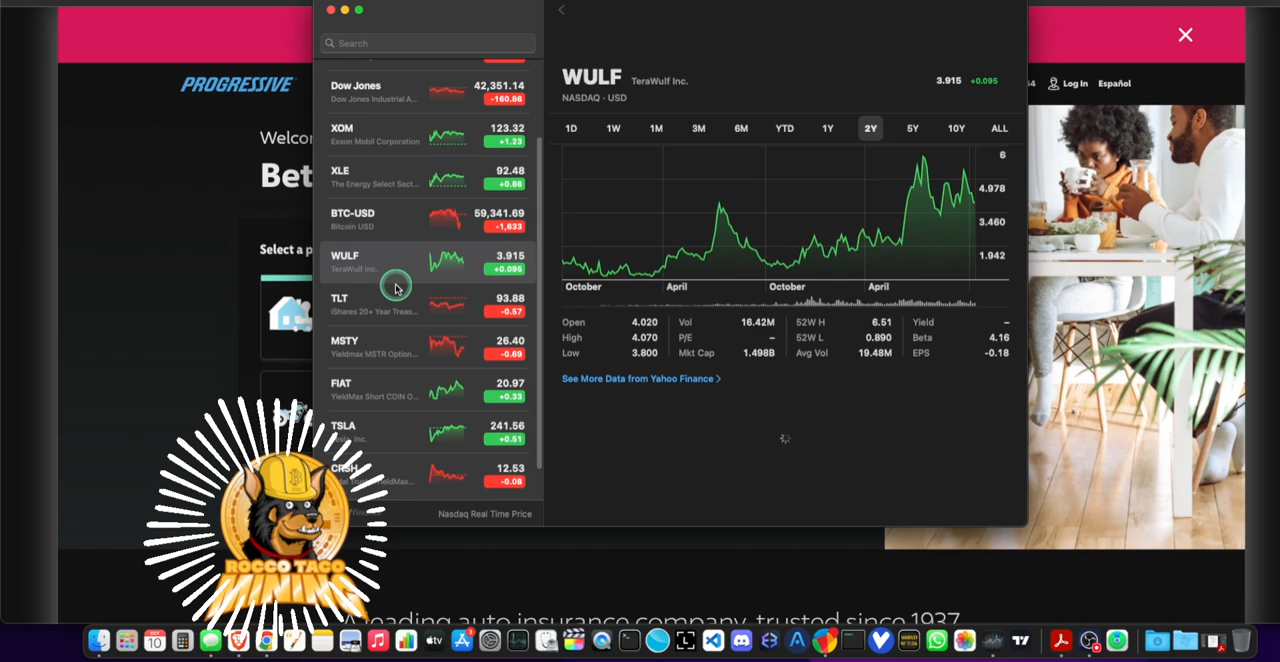 Search
WULF TeraWulf Inc.
3.915 +0.095
NASDAQ · USD
1D 1W 1M 3M 6M YTD 1Y 2Y 5Y 10Y ALL
6
4.978
3.460
1.942
October April October April
Open 4.020 Vol 16.42M 52W H 6.51 Yield –
High 4.070 P/E – 52W L 0.890 Beta 4.16
Low 3.800 Mkt Cap 1.498B Avg Vol 19.48M EPS -0.18
See More Data from Yahoo Finance >
Dow Jones 42,351.14
Dow Jones Industrial A... -160.86
XOM 123.32
Exxon Mobil Corporation +1.23
XLE 92.48
The Energy Select Sect... +0.86
BTC-USD 59,341.69
Bitcoin USD -1,633
WULF 3.915
TeraWulf Inc. +0.095
TLT 93.88
iShares 20+ Year Treas... -0.57
MSTY 26.40
Yieldmax MSTR Option... -0.69
FIAT 20.97
YieldMax Short COIN O... +0.33
TSLA 241.56
Inc. +0.51
CRSH 12.53
YieldMax... -0.08
Nasdaq Real Time Price
PROGRESSIVE
Log In Español
Welco
Bet
Select a p
ROCCO TACO
MINING
A leading auto insurance company, trusted since 1937
OCT
10
tv
1